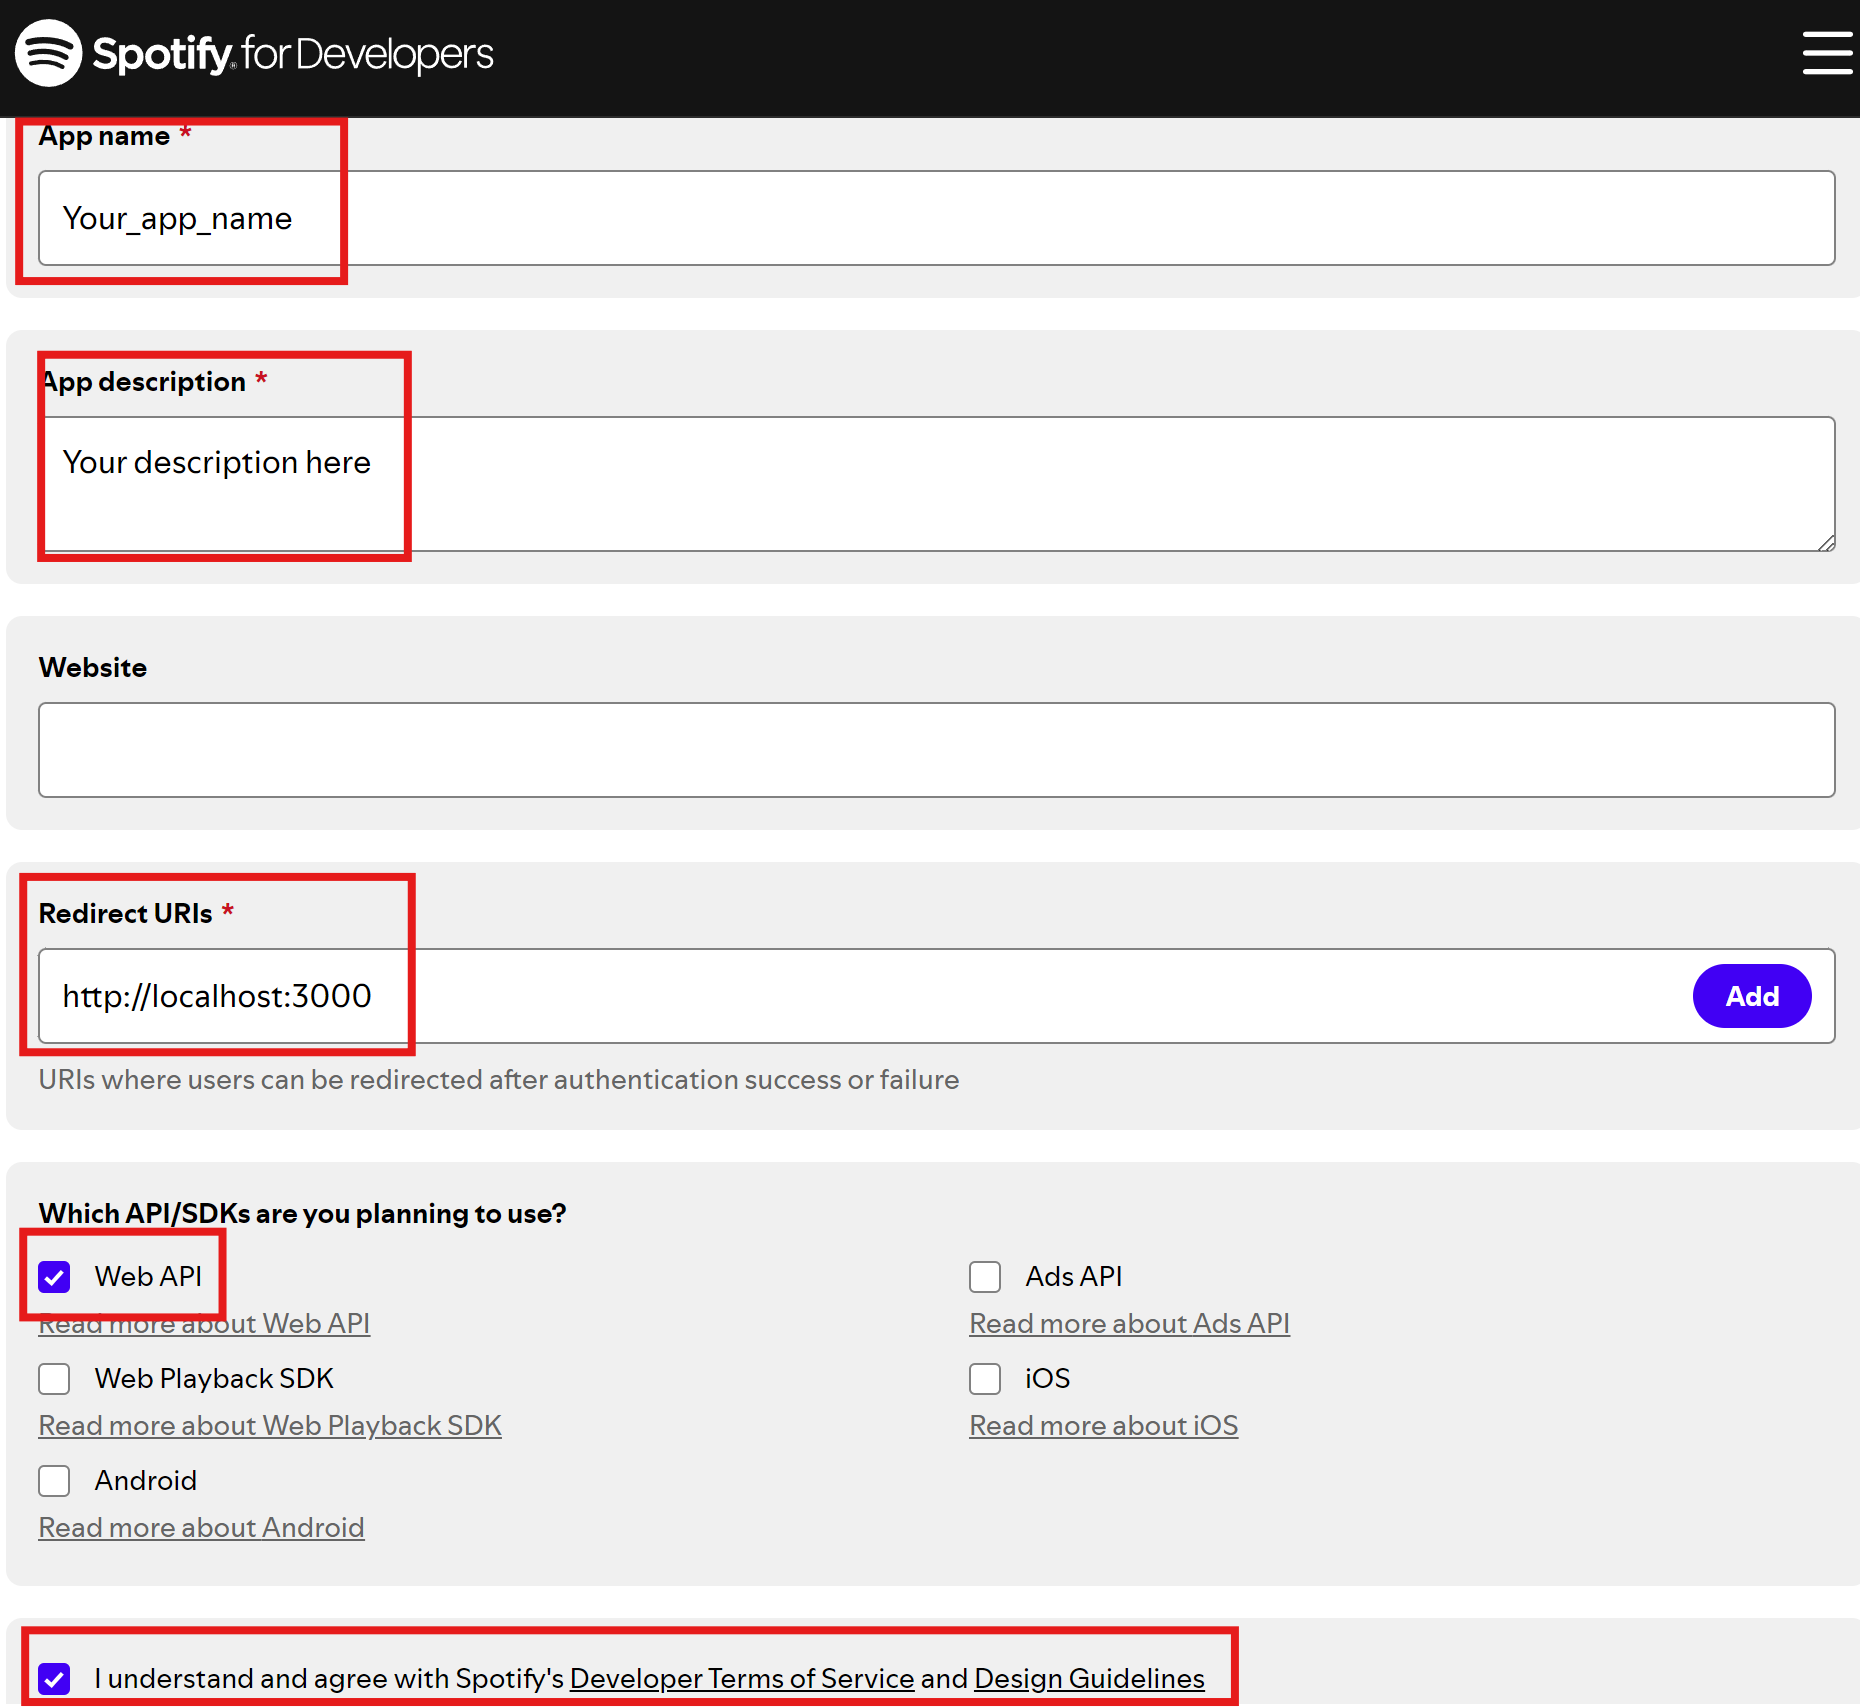 Spotify® for Developers
App name *
Your_app_name
App description *
Your description here
Website
Redirect URIs *
http://localhost:3000
Add
URIs where users can be redirected after authentication success or failure
Which API/SDKs are you planning to use?
Web API
Read more about Web API
Ads API
Read more about Ads API
Web Playback SDK
Read more about Web Playback SDK
iOS
Read more about iOS
Android
Read more about Android
I understand and agree with Spotify's Developer Terms of Service and Design Guidelines